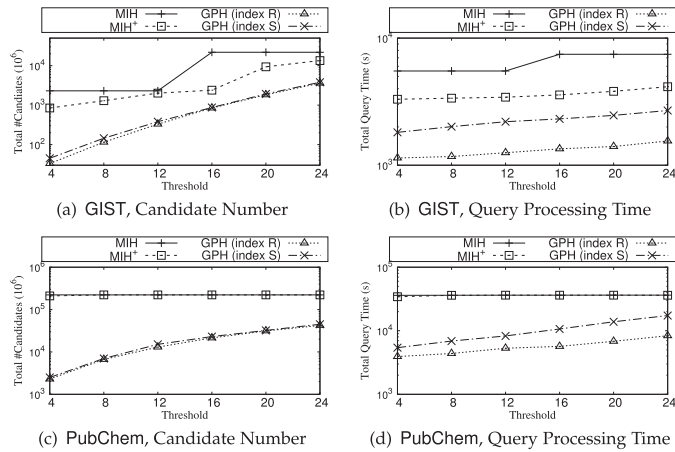 MIH
MIH+
GPH (index R)
GPH (index S)
Total #Candiates (10^6)
10^4
10^3
10^2
4 8 12 16 20 24
Threshold
(a) GIST, Candidate Number
MIH
MIH+
GPH (index R)
GPH (index S)
Total Query Time (s)
10^4
10^3
4 8 12 16 20 24
Threshold
(b) GIST, Query Processing Time
MIH
MIH+
GPH (index R)
GPH (index S)
Total #Candidates (10^6)
10^6
10^5
10^4
10^3
4 8 12 16 20 24
Threshold
(c) PubChem, Candidate Number
MIH
MIH+
GPH (index R)
GPH (index S)
Total Query Time (s)
10^5
10^4
10^3
4 8 12 16 20 24
Threshold
(d) PubChem, Query Processing Time